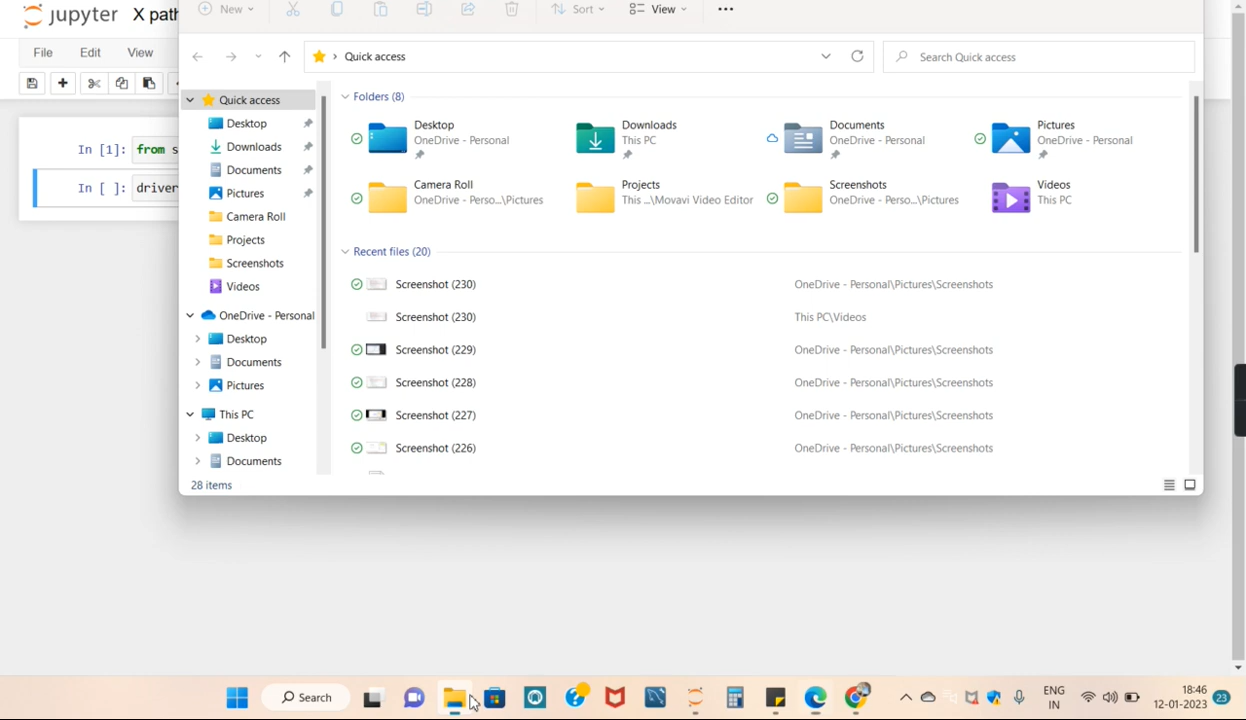 jupyter X path
New Sort View
File Edit View
Quick access Search Quick access
Quick access
Desktop
Downloads
Documents
Pictures
Camera Roll
Projects
Screenshots
Videos
OneDrive - Personal
Desktop
Documents
Pictures
This PC
Desktop
Documents
Folders (8)
Desktop
OneDrive - Personal
Downloads
This PC
Documents
OneDrive - Personal
Pictures
OneDrive - Personal
Camera Roll
OneDrive - Perso...\Pictures
Projects
This ...\Movavi Video Editor
Screenshots
OneDrive - Perso...\Pictures
Videos
This PC
Recent files (20)
Screenshot (230) OneDrive - Personal\Pictures\Screenshots
Screenshot (230) This PC\Videos
Screenshot (229) OneDrive - Personal\Pictures\Screenshots
Screenshot (228) OneDrive - Personal\Pictures\Screenshots
Screenshot (227) OneDrive - Personal\Pictures\Screenshots
Screenshot (226) OneDrive - Personal\Pictures\Screenshots
28 items
In [1]: from s
In [ ]: driver
Search
ENG
IN
18:46
12-01-2023
23